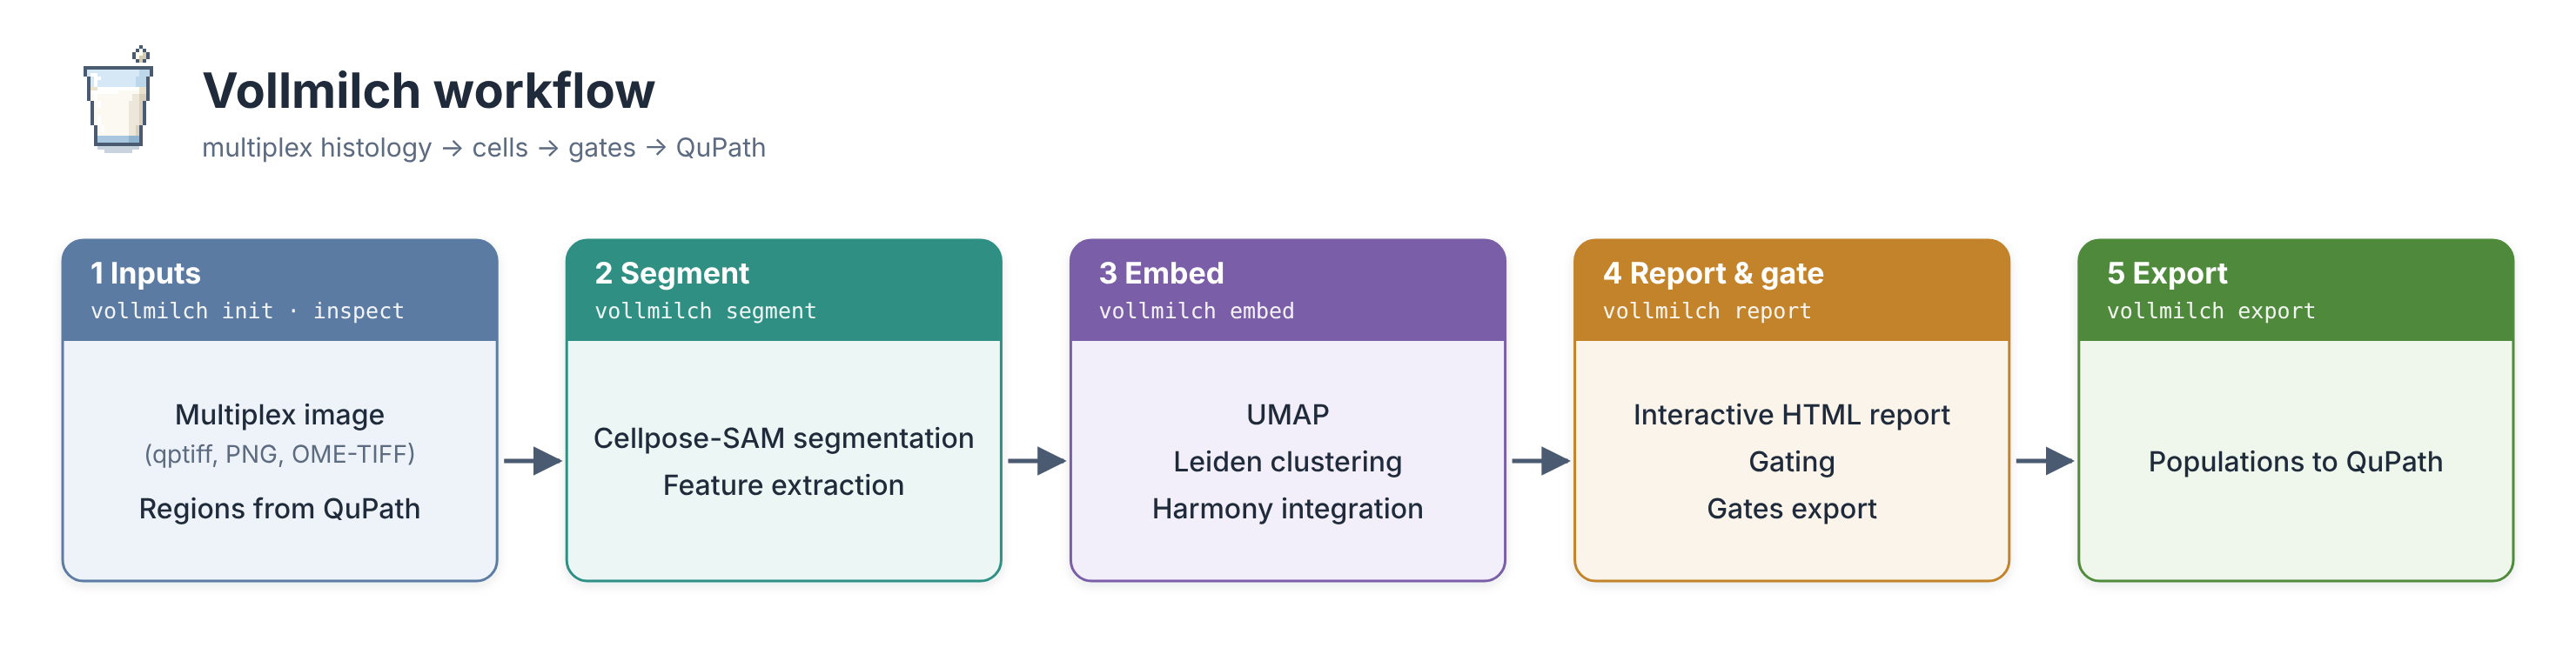 Vollmilch workflow
multiplex histology → cells → gates → QuPath
1 Inputs
vollmilch init · inspect
Multiplex image
(qptiff, PNG, OME-TIFF)
Regions from QuPath
2 Segment
vollmilch segment
Cellpose-SAM segmentation
Feature extraction
3 Embed
vollmilch embed
UMAP
Leiden clustering
Harmony integration
4 Report & gate
vollmilch report
Interactive HTML report
Gating
Gates export
5 Export
vollmilch export
Populations to QuPath